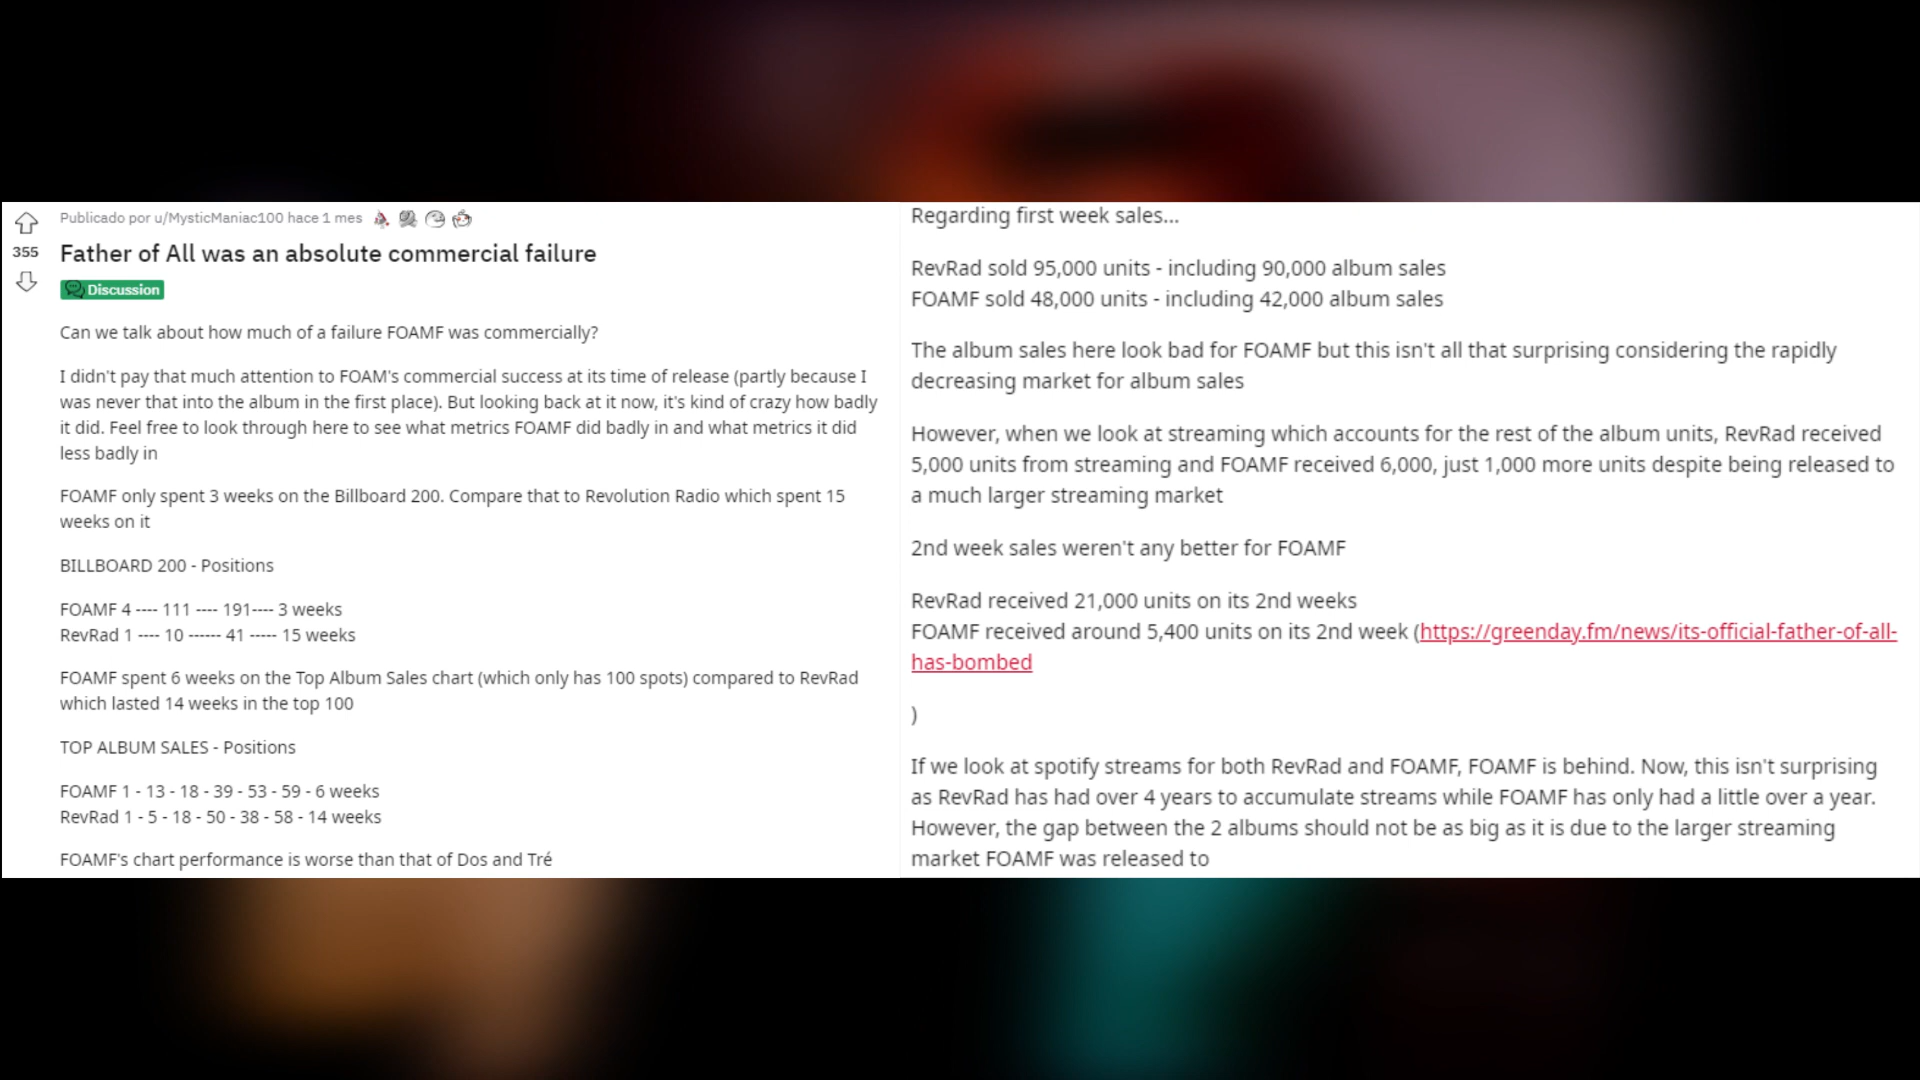 Publicado por u/MysticManiac100 hace 1 mes
355
Father of All was an absolute commercial failure
Discussion
Can we talk about how much of a failure FOAMF was commercially?
I didn't pay that much attention to FOAM's commercial success at its time of release (partly because I
was never that into the album in the first place). But looking back at it now, it's kind of crazy how badly
it did. Feel free to look through here to see what metrics FOAMF did badly in and what metrics it did
less badly in
FOAMF only spent 3 weeks on the Billboard 200. Compare that to Revolution Radio which spent 15
weeks on it
BILLBOARD 200 - Positions
FOAMF 4 ---- 111 ---- 191---- 3 weeks
RevRad 1 ---- 10 ------ 41 ----- 15 weeks
FOAMF spent 6 weeks on the Top Album Sales chart (which only has 100 spots) compared to RevRad
which lasted 14 weeks in the top 100
TOP ALBUM SALES - Positions
FOAMF 1 - 13 - 18 - 39 - 53 - 59 - 6 weeks
RevRad 1 - 5 - 18 - 50 - 38 - 58 - 14 weeks
FOAMF's chart performance is worse than that of Dos and Tré
Regarding first week sales...
RevRad sold 95,000 units - including 90,000 album sales
FOAMF sold 48,000 units - including 42,000 album sales
The album sales here look bad for FOAMF but this isn't all that surprising considering the rapidly
decreasing market for album sales
However, when we look at streaming which accounts for the rest of the album units, RevRad received
5,000 units from streaming and FOAMF received 6,000, just 1,000 more units despite being released to
a much larger streaming market
2nd week sales weren't any better for FOAMF
RevRad received 21,000 units on its 2nd weeks
FOAMF received around 5,400 units on its 2nd week (https://greenday.fm/news/its-official-father-of-all-
has-bombed
)
If we look at spotify streams for both RevRad and FOAMF, FOAMF is behind. Now, this isn't surprising
as RevRad has had over 4 years to accumulate streams while FOAMF has only had a little over a year.
However, the gap between the 2 albums should not be as big as it is due to the larger streaming
market FOAMF was released to